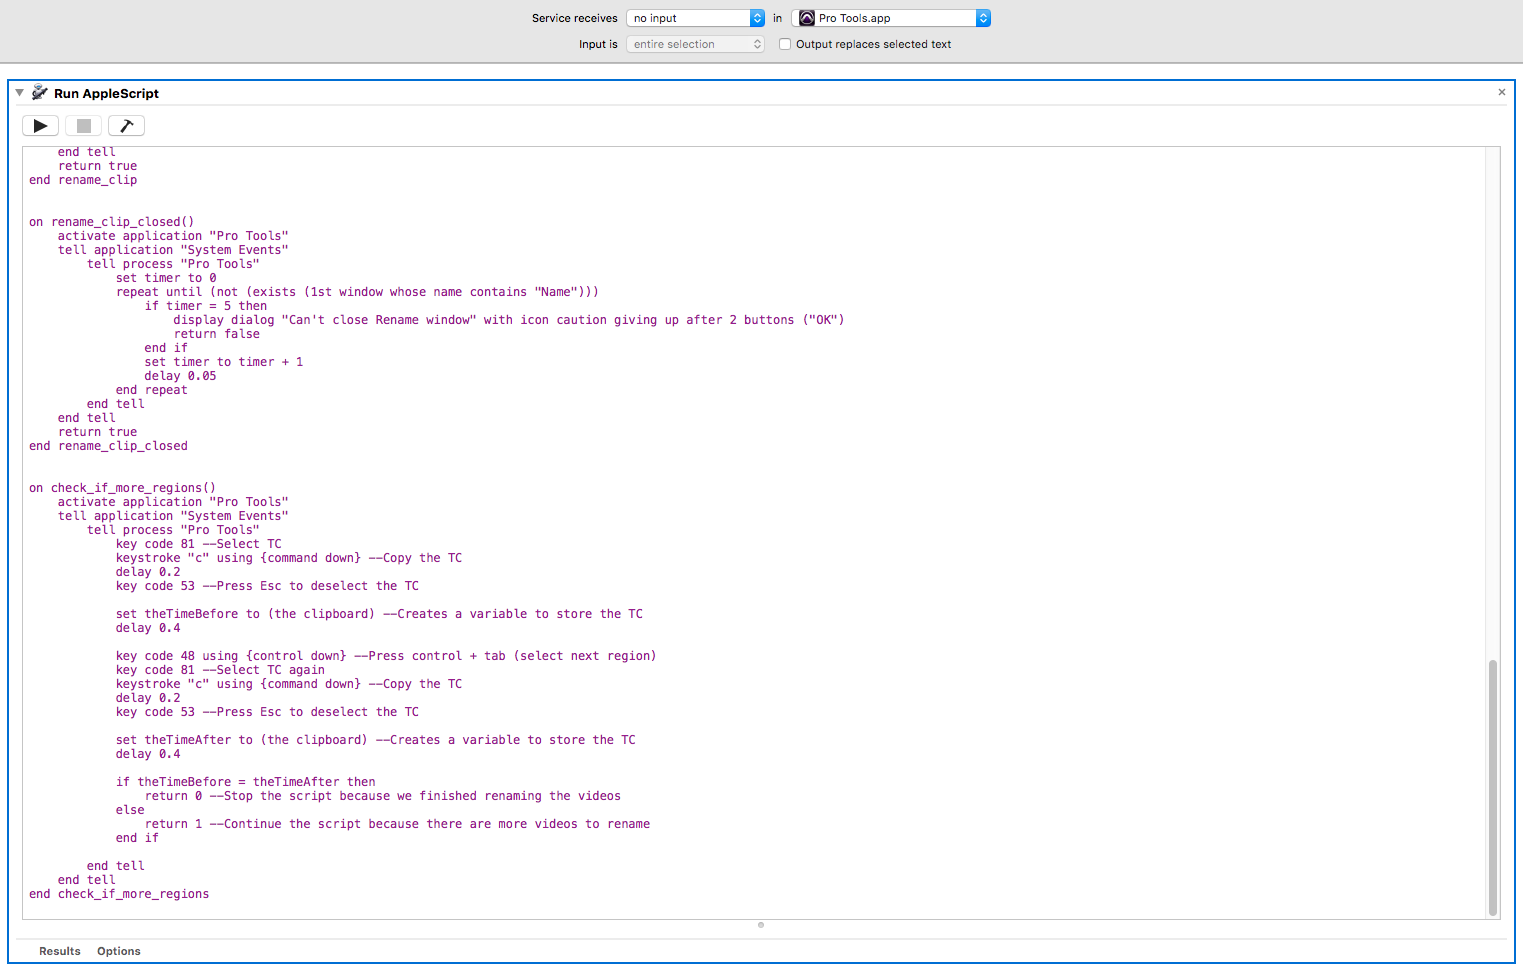 Service receives no input in Pro Tools.app
Input is entire selection Output replaces selected text
Run AppleScript
    end tell
    return true
end rename_clip
on rename_clip_closed()
    activate application "Pro Tools"
    tell application "System Events"
        tell process "Pro Tools"
            set timer to 0
            repeat until (not (exists (1st window whose name contains "Name")))
                if timer = 5 then
                    display dialog "Can't close Rename window" with icon caution giving up after 2 buttons ("OK")
                    return false
                end if
                set timer to timer + 1
                delay 0.05
            end repeat
        end tell
    end tell
    return true
end rename_clip_closed
on check_if_more_regions()
    activate application "Pro Tools"
    tell application "System Events"
        tell process "Pro Tools"
            key code 81 --Select TC
            keystroke "c" using {command down} --Copy the TC
            delay 0.2
            key code 53 --Press Esc to deselect the TC
            set theTimeBefore to (the clipboard) --Creates a variable to store the TC
            delay 0.4
            key code 48 using {control down} --Press control + tab (select next region)
            key code 81 --Select TC again
            keystroke "c" using {command down} --Copy the TC
            delay 0.2
            key code 53 --Press Esc to deselect the TC
            set theTimeAfter to (the clipboard) --Creates a variable to store the TC
            delay 0.4
            if theTimeBefore = theTimeAfter then
                return 0 --Stop the script because we finished renaming the videos
            else
                return 1 --Continue the script because there are more videos to rename
            end if
        end tell
    end tell
end check_if_more_regions
Results Options